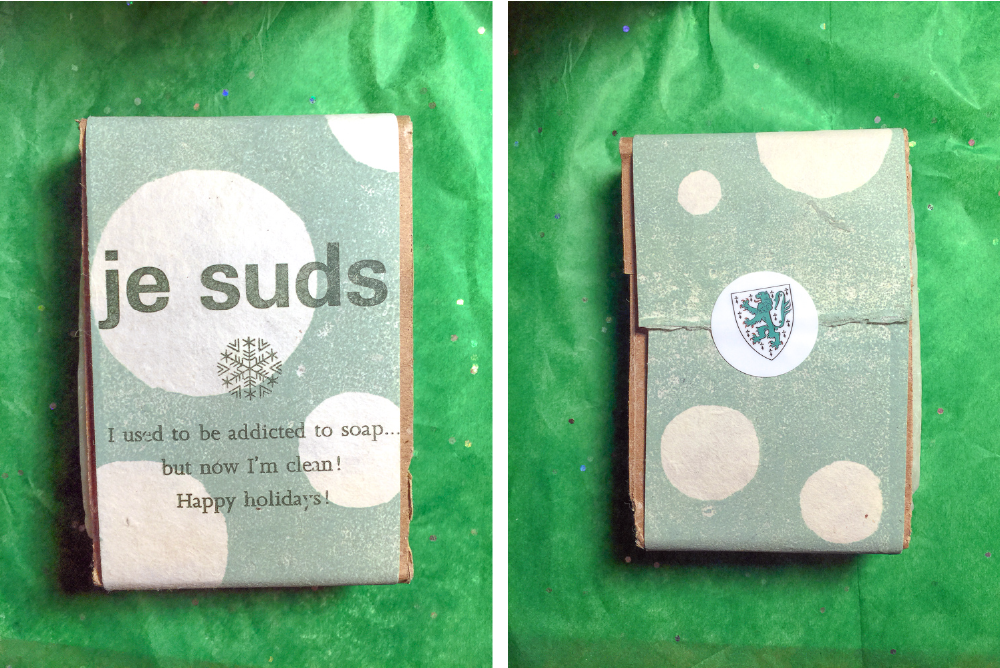 je suds
I used to be addicted to soap...
but now I'm clean!
Happy holidays!